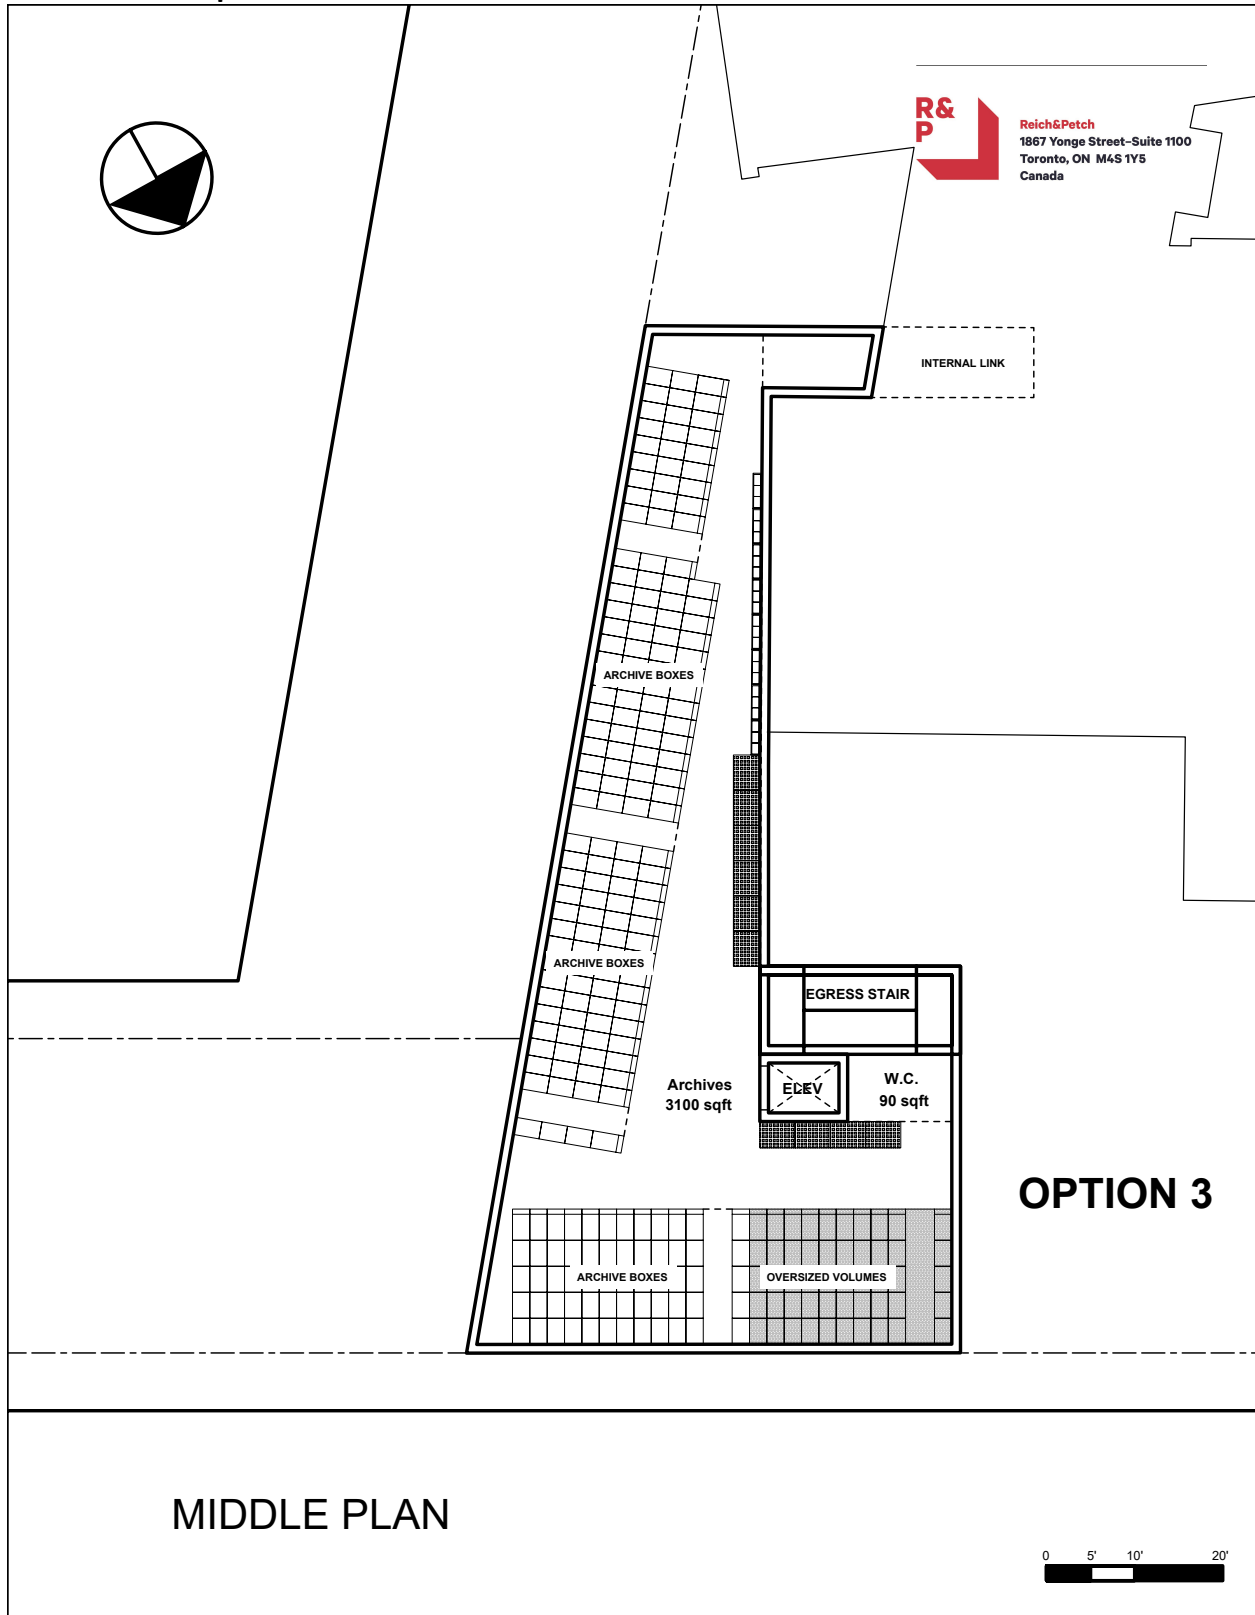 R&
P
Reich&Petch
1867 Yonge Street–Suite 1100
Toronto, ON M4S 1Y5
Canada
INTERNAL LINK
ARCHIVE BOXES
ARCHIVE BOXES
EGRESS STAIR
Archives
3100 sqft
ELEV
W.C.
90 sqft
OPTION 3
ARCHIVE BOXES
OVERSIZED VOLUMES
MIDDLE PLAN
0 5' 10' 20'